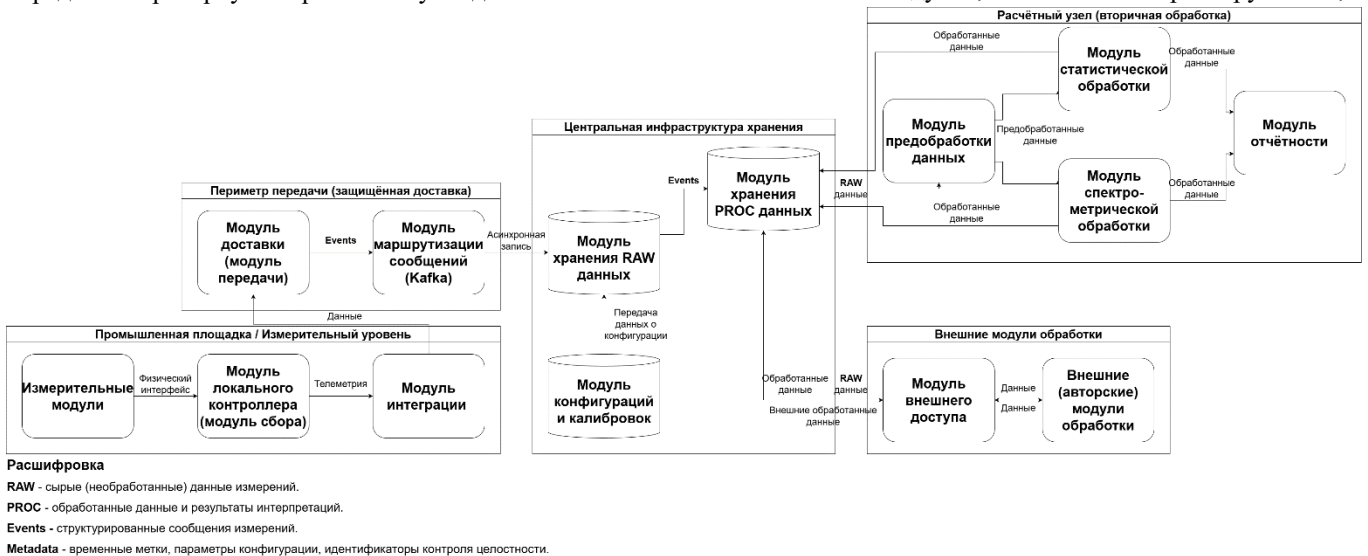 Расчётный узел (вторичная обработка)
Обработанные
данные
Модуль
статистической
обработки
Обработанные
данные
Модуль
предобработки
данных
Предобработанные
данные
Модуль
отчётности
Модуль
спектро-
метрической
обработки
Обработанные
данные
Обработанные
данные
RAW
данные
Центральная инфраструктура хранения
Модуль
хранения
PROC данных
Events
Модуль
хранения RAW
данных
Передача
данных о
конфигурации
Модуль
конфигураций
и калибровок
Периметр передачи (защищённая доставка)
Модуль
доставки
(модуль
передачи)
Events
Модуль
маршрутизации
сообщений
(Kafka)
Асинхронная
запись
Данные
Промышленная площадка / Измерительный уровень
Измерительные
модули
Физический
интерфейс
Модуль
локального
контроллера
(модуль сбора)
Телеметрия
Модуль
интеграции
Внешние модули обработки
Обработанные
данные
RAW
данные
Внешние обработанные
данные
Модуль
внешнего
доступа
Данные
Данные
Внешние
(авторские)
модули
обработки
Расшифровка
RAW - сырые (необработанные) данные измерений.
PROC - обработанные данные и результаты интерпретаций.
Events - структурированные сообщения измерений.
Metadata - временные метки, параметры конфигурации, идентификаторы контроля целостности.